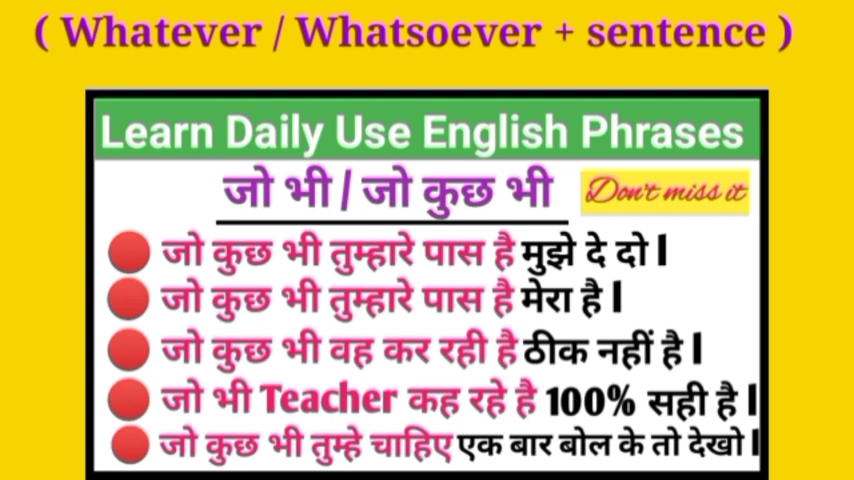 ( Whatever / Whatsoever + sentence )
Learn Daily Use English Phrases
जो भी / जो कुछ भी Don't miss it
जो कुछ भी तुम्हारे पास है मुझे दे दो l
जो कुछ भी तुम्हारे पास है मेरा है l
जो कुछ भी वह कर रही है ठीक नहीं है l
जो भी Teacher कह रहे है 100% सही है l
जो कुछ भी तुम्हे चाहिए एक बार बोल के तो देखो l